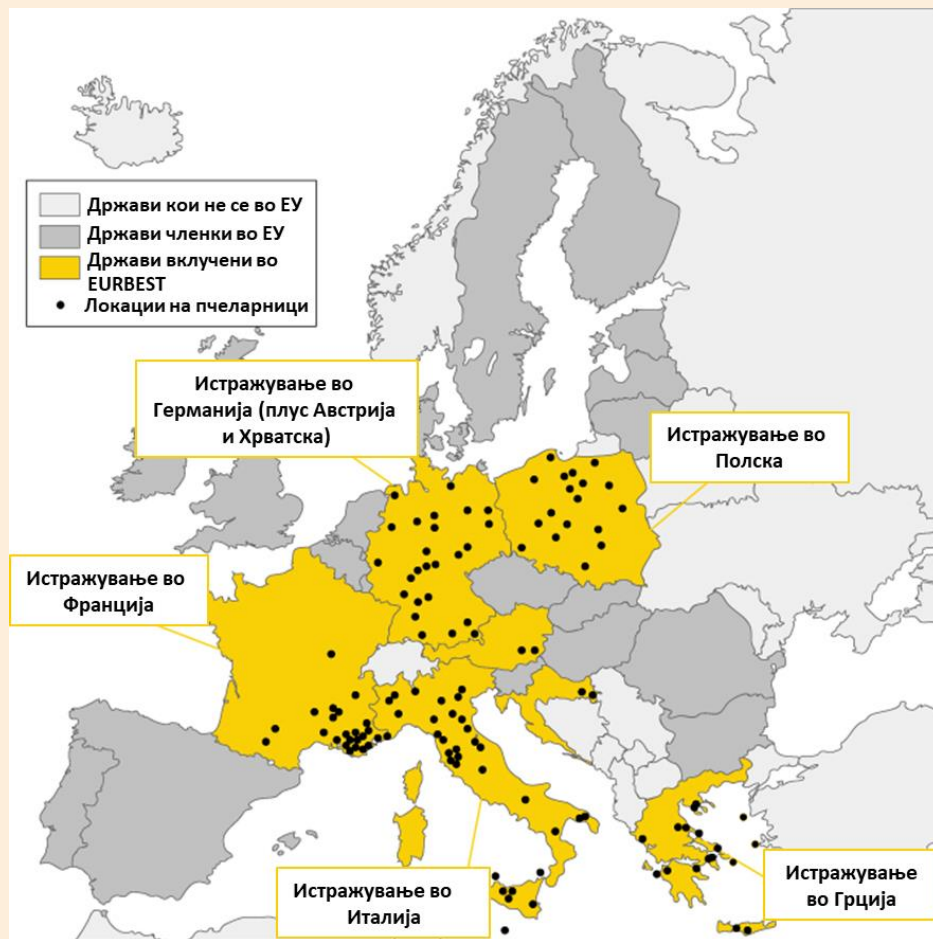 Држави кои не се во ЕУ
Држави членки во ЕУ
Држави вклучени во
EURBEST
Локации на пчеларници
Истражување во
Германија (плус Австрија
и Хрватска)
Истражување во
Полска
Истражување во
Франција
Истражување во
Италија
Истражување
во Грција